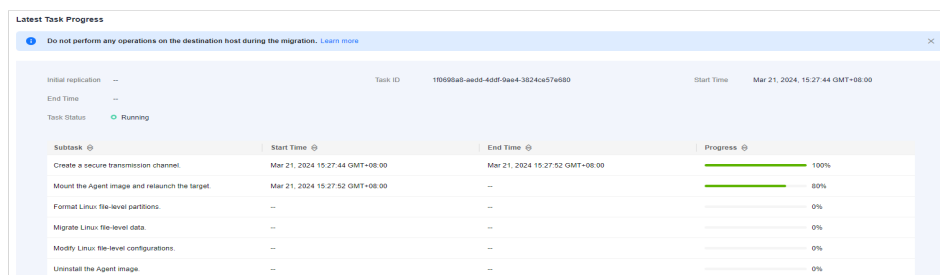 Latest Task Progress
Do not perform any operations on the destination host during the migration. Learn more
Initial replication -- Task ID 1f0698a8-aedd-4ddf-9ae4-3824ce57e680 Start Time Mar 21, 2024, 15:27:44 GMT+08:00
End Time --
Task Status Running
Subtask Start Time End Time Progress
Create a secure transmission channel. Mar 21, 2024 15:27:44 GMT+08:00 Mar 21, 2024 15:27:52 GMT+08:00 100%
Mount the Agent image and relaunch the target. Mar 21, 2024 15:27:52 GMT+08:00 -- 80%
Format Linux file-level partitions. -- -- 0%
Migrate Linux file-level data. -- -- 0%
Modify Linux file-level configurations. -- -- 0%
Uninstall the Agent image. -- -- 0%